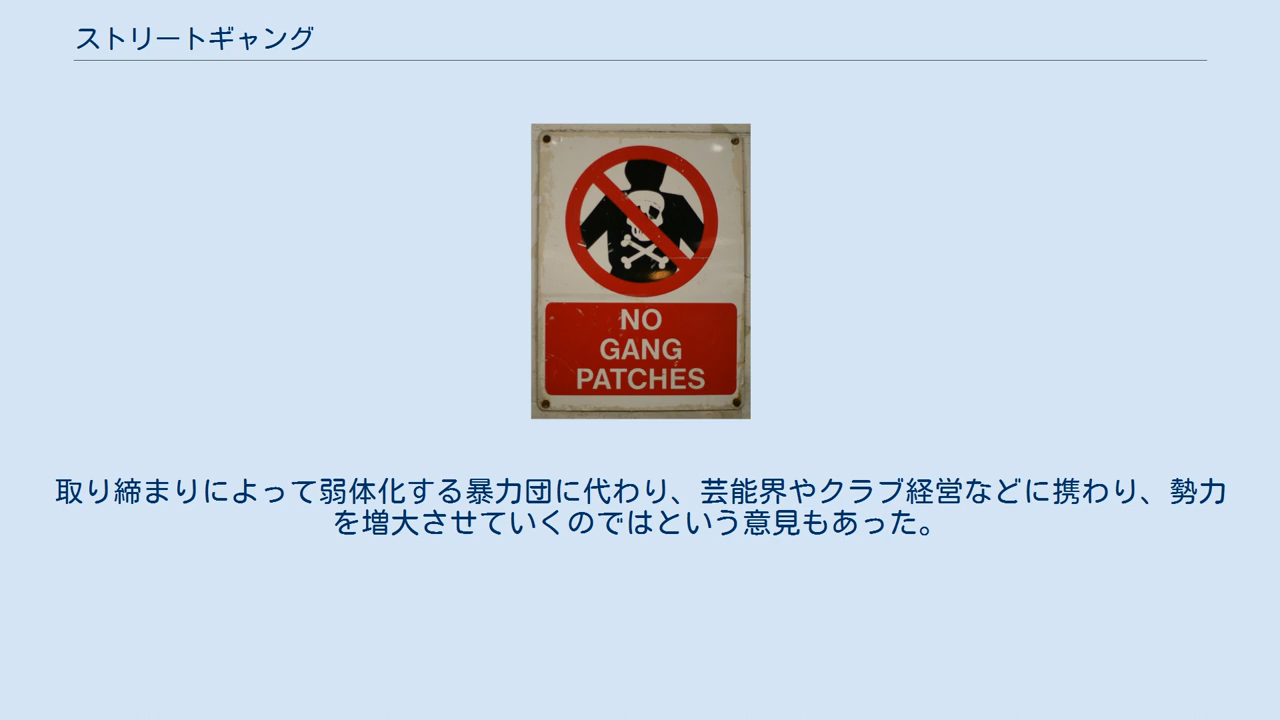 ストリートギャング
NO
GANG
PATCHES
取り締まりによって弱体化する暴力団に代わり、芸能界やクラブ経営などに携わり、勢力
を増大させていくのではという意見もあった。